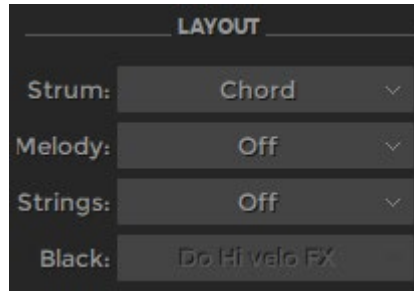 LAYOUT
Strum: Chord
Melody: Off
Strings: Off
Black: Do Hi velo FX